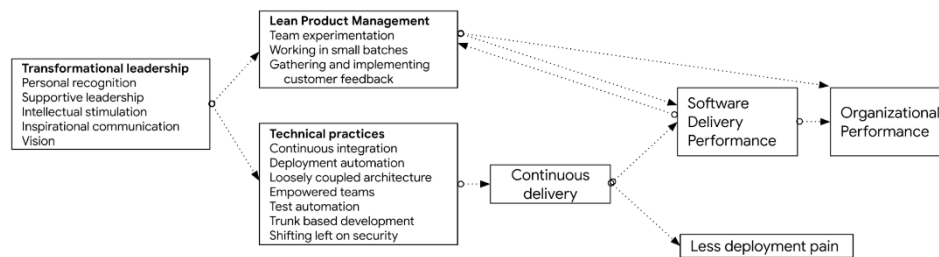 Transformational leadership
Personal recognition
Supportive leadership
Intellectual stimulation
Inspirational communication
Vision
Lean Product Management
Team experimentation
Working in small batches
Gathering and implementing
customer feedback
Technical practices
Continuous integration
Deployment automation
Loosely coupled architecture
Empowered teams
Test automation
Trunk based development
Shifting left on security
Continuous
delivery
Software
Delivery
Performance
Less deployment pain
Organizational
Performance